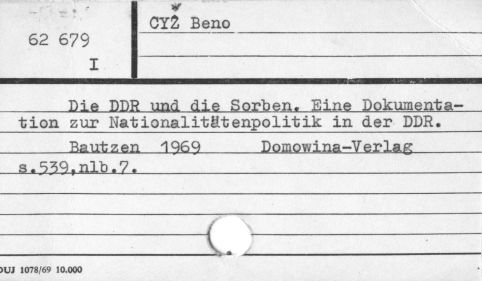 CYŽ Beno
62 679
I
Die DDR und die Sorben. Eine Dokumenta-
tion zur Nationalitätenpolitik in der DDR.
Bautzen 1969 Domowina-Verlag
s.539,nlb.7.
DUJ 1078/69 10.000